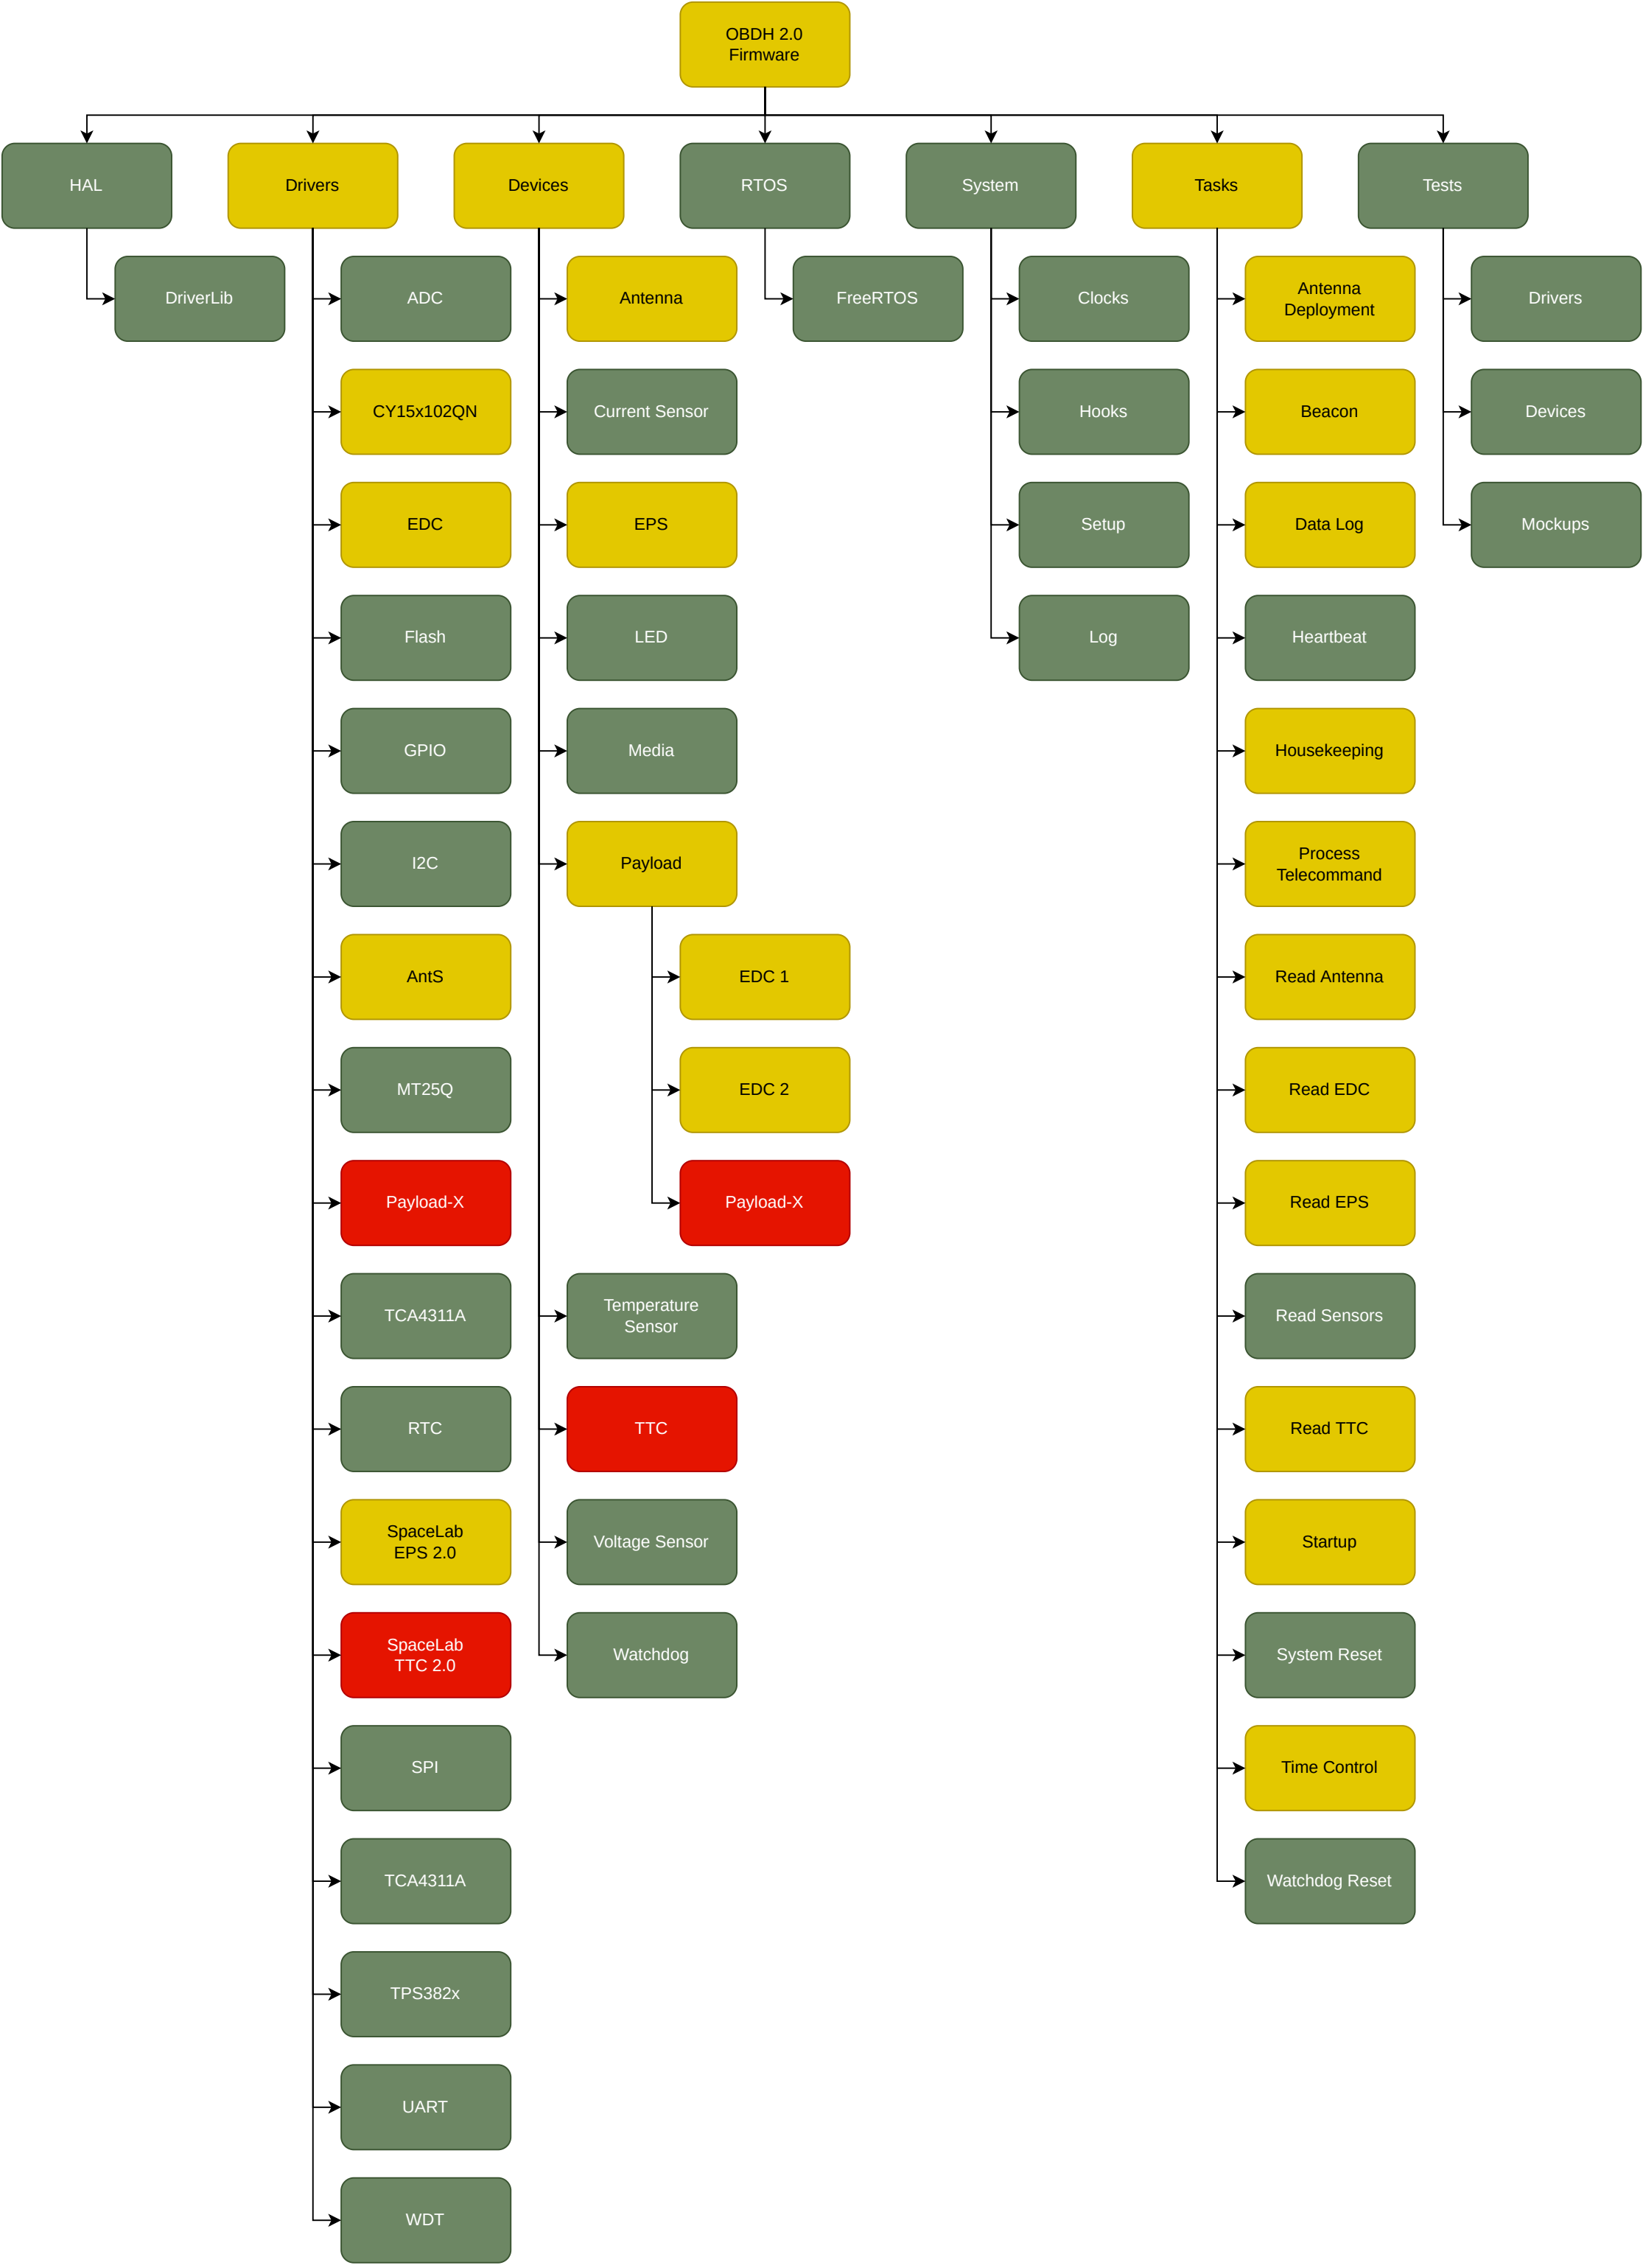 OBDH 2.0
Firmware
HAL
Drivers
Devices
RTOS
System
Tasks
Tests
DriverLib
ADC
CY15x102QN
EDC
Flash
GPIO
I2C
AntS
MT25Q
Payload-X
TCA4311A
RTC
SpaceLab
EPS 2.0
SpaceLab
TTC 2.0
SPI
TCA4311A
TPS382x
UART
WDT
Antenna
Current Sensor
EPS
LED
Media
Payload
EDC 1
EDC 2
Payload-X
Temperature
Sensor
TTC
Voltage Sensor
Watchdog
FreeRTOS
Clocks
Hooks
Setup
Log
Antenna
Deployment
Beacon
Data Log
Heartbeat
Housekeeping
Process
Telecommand
Read Antenna
Read EDC
Read EPS
Read Sensors
Read TTC
Startup
System Reset
Time Control
Watchdog Reset
Drivers
Devices
Mockups